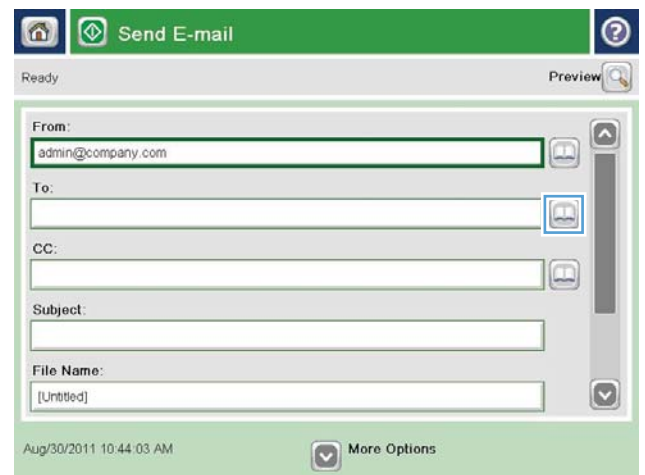 Send E-mail
?
Ready
Preview
From:
admin@company.com
To:
CC:
Subject:
File Name:
[Untitled]
Aug/30/2011 10:44:03 AM
More Options